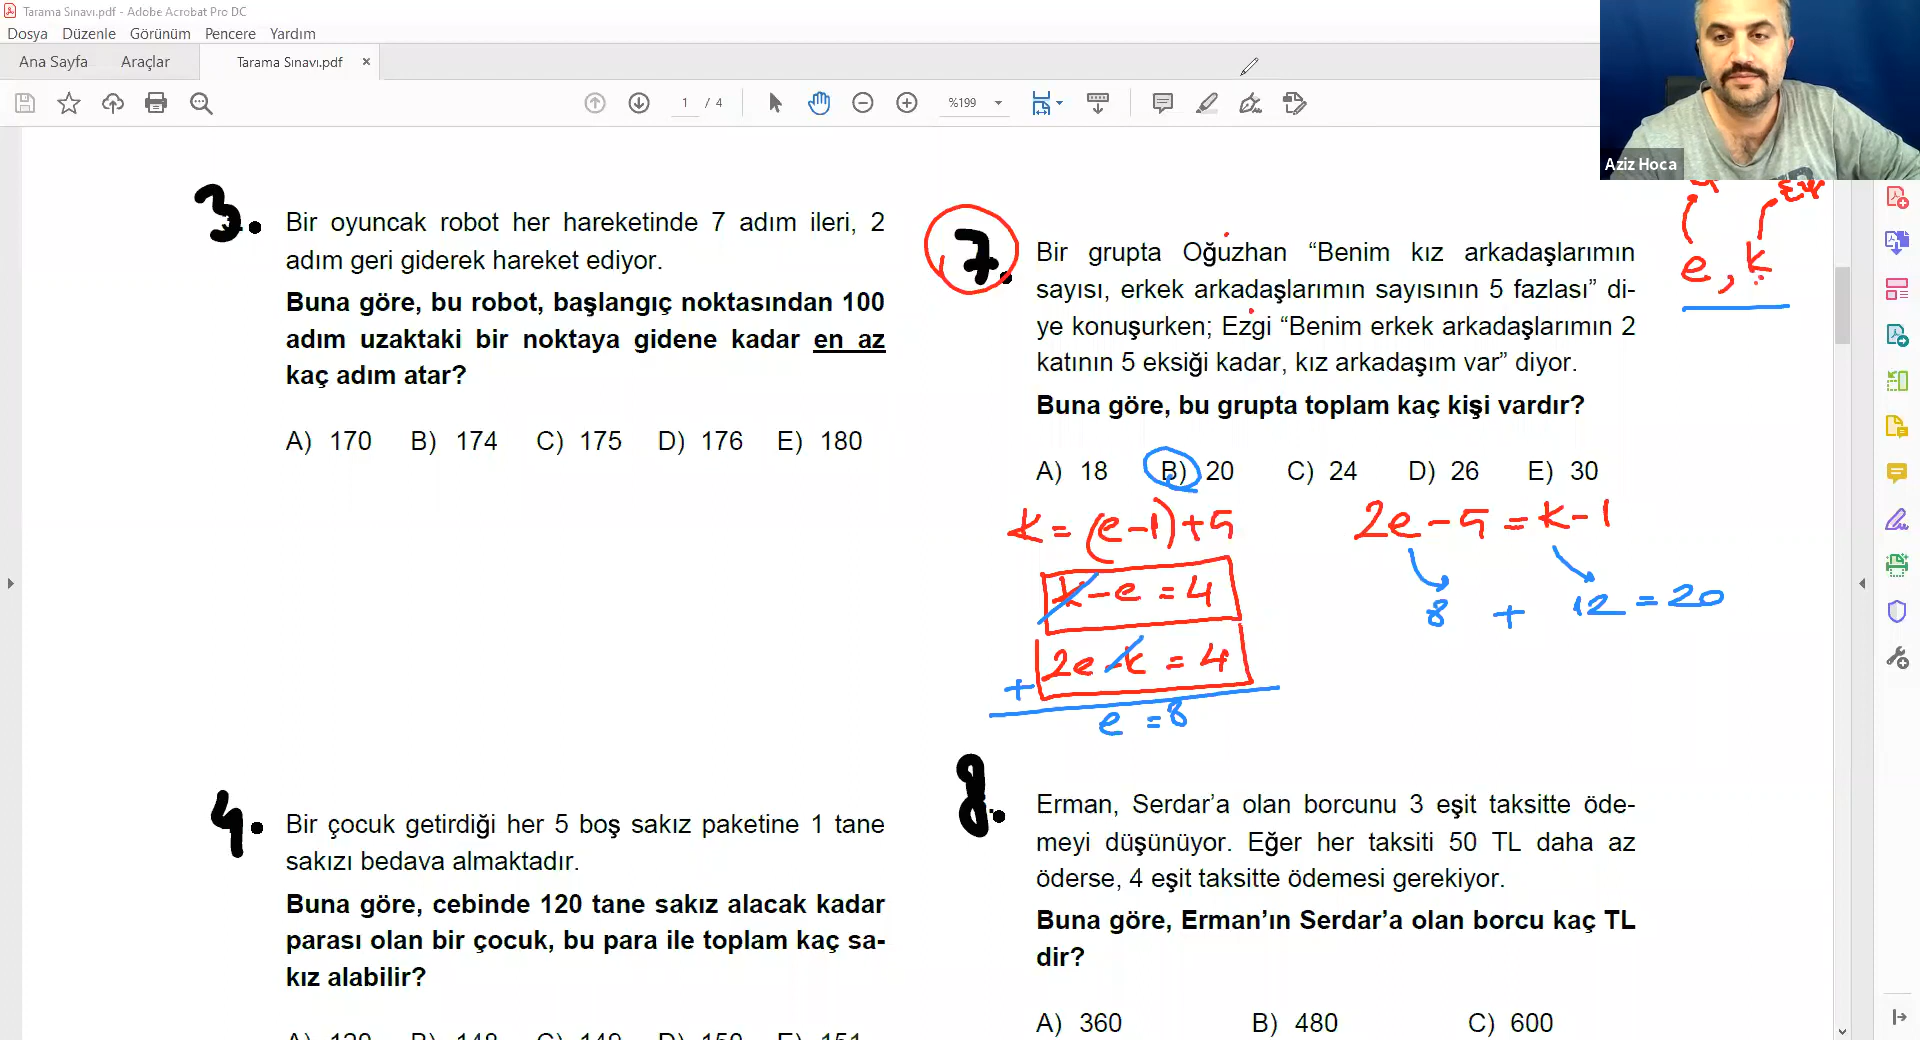 Tarama Sınavı.pdf - Adobe Acrobat Pro DC
Dosya Düzenle Görünüm Pencere Yardım
Ana Sayfa Araçlar Tarama Sınavı.pdf ×
1 / 4 %199
Aziz Hoca
3.
Bir oyuncak robot her hareketinde 7 adım ileri, 2
adım geri giderek hareket ediyor.
Buna göre, bu robot, başlangıç noktasından 100
adım uzaktaki bir noktaya gidene kadar en az
kaç adım atar?
A) 170 B) 174 C) 175 D) 176 E) 180
4.
Bir çocuk getirdiği her 5 boş sakız paketine 1 tane
sakızı bedava almaktadır.
Buna göre, cebinde 120 tane sakız alacak kadar
parası olan bir çocuk, bu para ile toplam kaç sa-
kız alabilir?
7.
Bir grupta Oğuzhan “Benim kız arkadaşlarımın
sayısı, erkek arkadaşlarımın sayısının 5 fazlası” di-
ye konuşurken; Ezgi “Benim erkek arkadaşlarımın 2
katının 5 eksiği kadar, kız arkadaşım var” diyor.
Buna göre, bu grupta toplam kaç kişi vardır?
A) 18 B) 20 C) 24 D) 26 E) 30
e, k
k = (e-1)+5
k - e = 4
2e - k = 4
+
e = 8
2e - 5 = k - 1
8 + 12 = 20
8.
Erman, Serdar’a olan borcunu 3 eşit taksitte öde-
meyi düşünüyor. Eğer her taksiti 50 TL daha az
öderse, 4 eşit taksitte ödemesi gerekiyor.
Buna göre, Erman’ın Serdar’a olan borcu kaç TL
dir?
A) 360 B) 480 C) 600